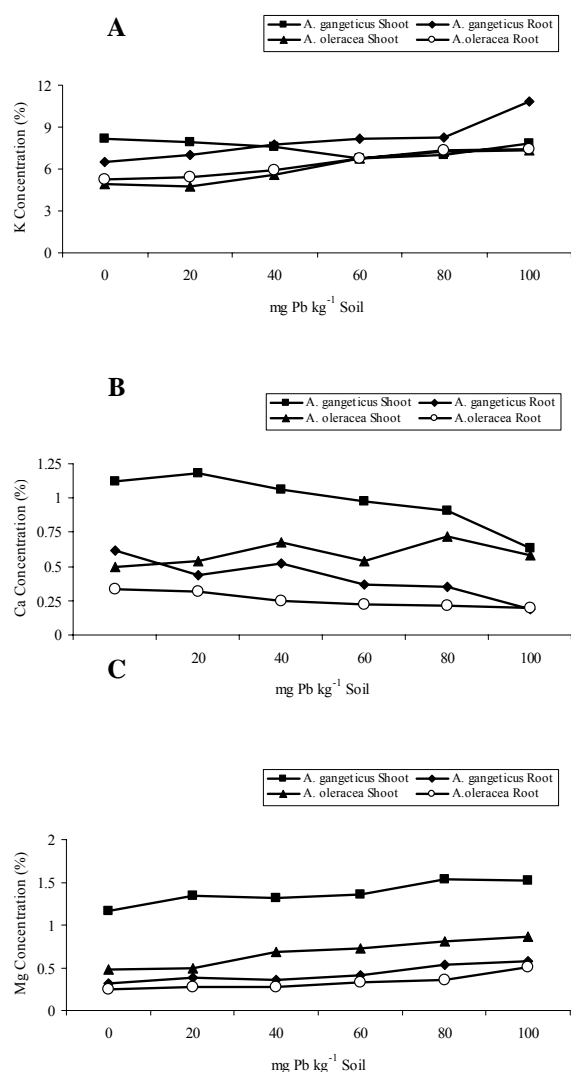 A
A. gangeticus Shoot A. gangeticus Root
A. oleracea Shoot A.oleracea Root
12
9
6
3
0
K Concentration (%)
0 20 40 60 80 100
mg Pb kg⁻¹ Soil
B
A. gangeticus Shoot A. gangeticus Root
A. oleracea Shoot A.oleracea Root
1.25
1
0.75
0.5
0.25
0
Ca Concentration (%)
20 40 60 80 100
mg Pb kg⁻¹ Soil
C
A. gangeticus Shoot A. gangeticus Root
A. oleracea Shoot A.oleracea Root
2
1.5
1
0.5
0
Mg Concentration (%)
0 20 40 60 80 100
mg Pb kg⁻¹ Soil